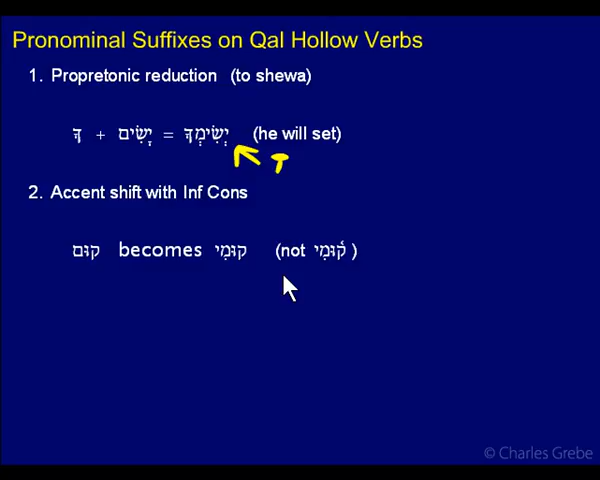 Pronominal Suffixes on Qal Hollow Verbs
1. Propretonic reduction (to shewa)
ךָ + יָשִׂים = יְשִׂימְךָ (he will set)
T
2. Accent shift with Inf Cons
קוּם becomes קוּמִי (not ק֫וּמִי )
© Charles Grebe